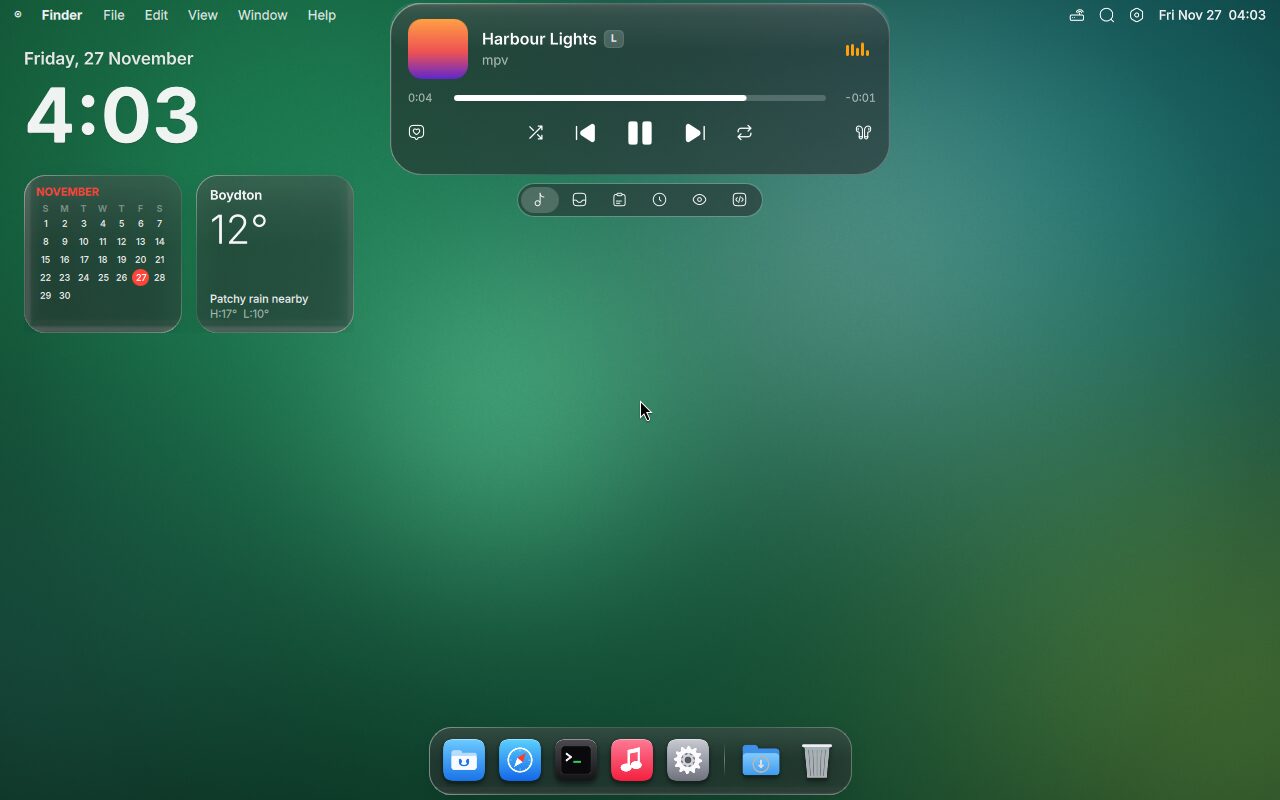 Finder File Edit View Window Help
Fri Nov 27 04:03
Friday, 27 November
4:03
Harbour Lights L
mpv
0:04 -0:01
NOVEMBER
S M T W T F S
1 2 3 4 5 6 7
8 9 10 11 12 13 14
15 16 17 18 19 20 21
22 23 24 25 26 27 28
29 30
Boydton
12°
Patchy rain nearby
H:17° L:10°